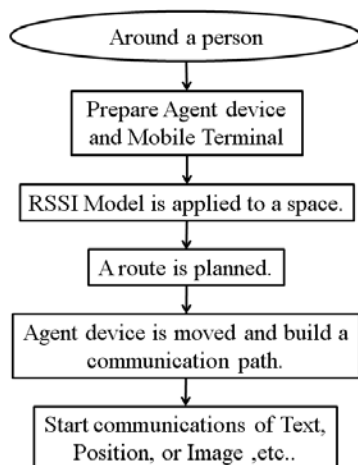 Around a person
Prepare Agent device
and Mobile Terminal
RSSI Model is applied to a space.
A route is planned.
Agent device is moved and build a
communication path.
Start communications of Text,
Position, or Image ,etc..